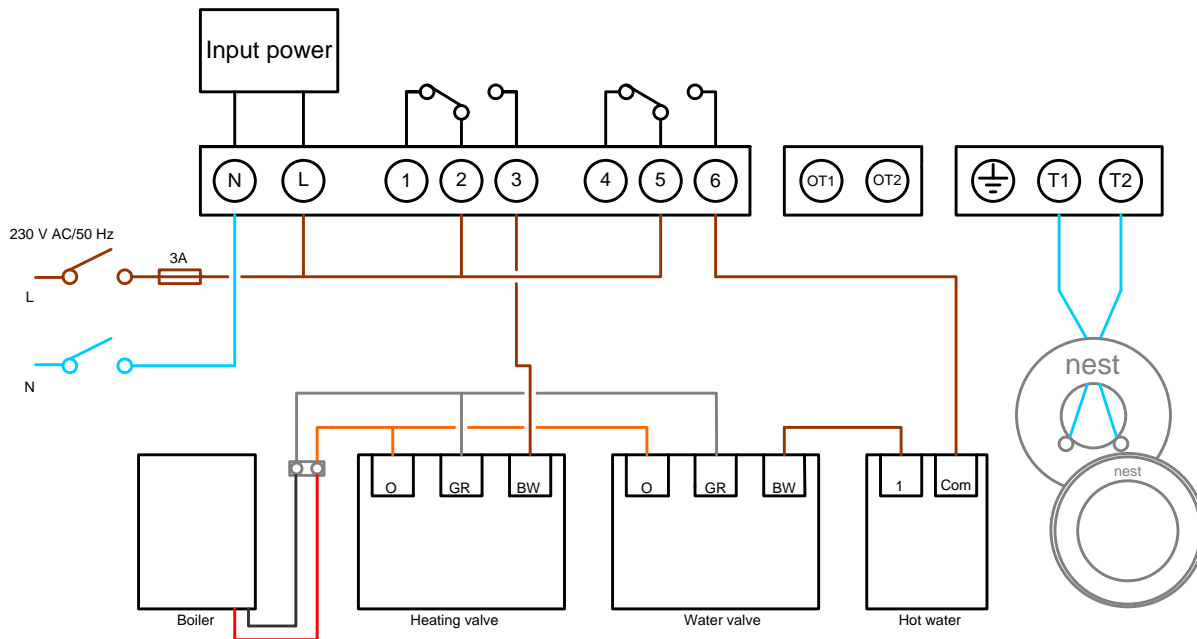 Input power
N L 1 2 3 4 5 6 OT1 OT2 T1 T2
230 V AC/50 Hz
3A
L
N
nest
O GR BW O GR BW 1 Com
nest
Boiler Heating valve Water valve Hot water